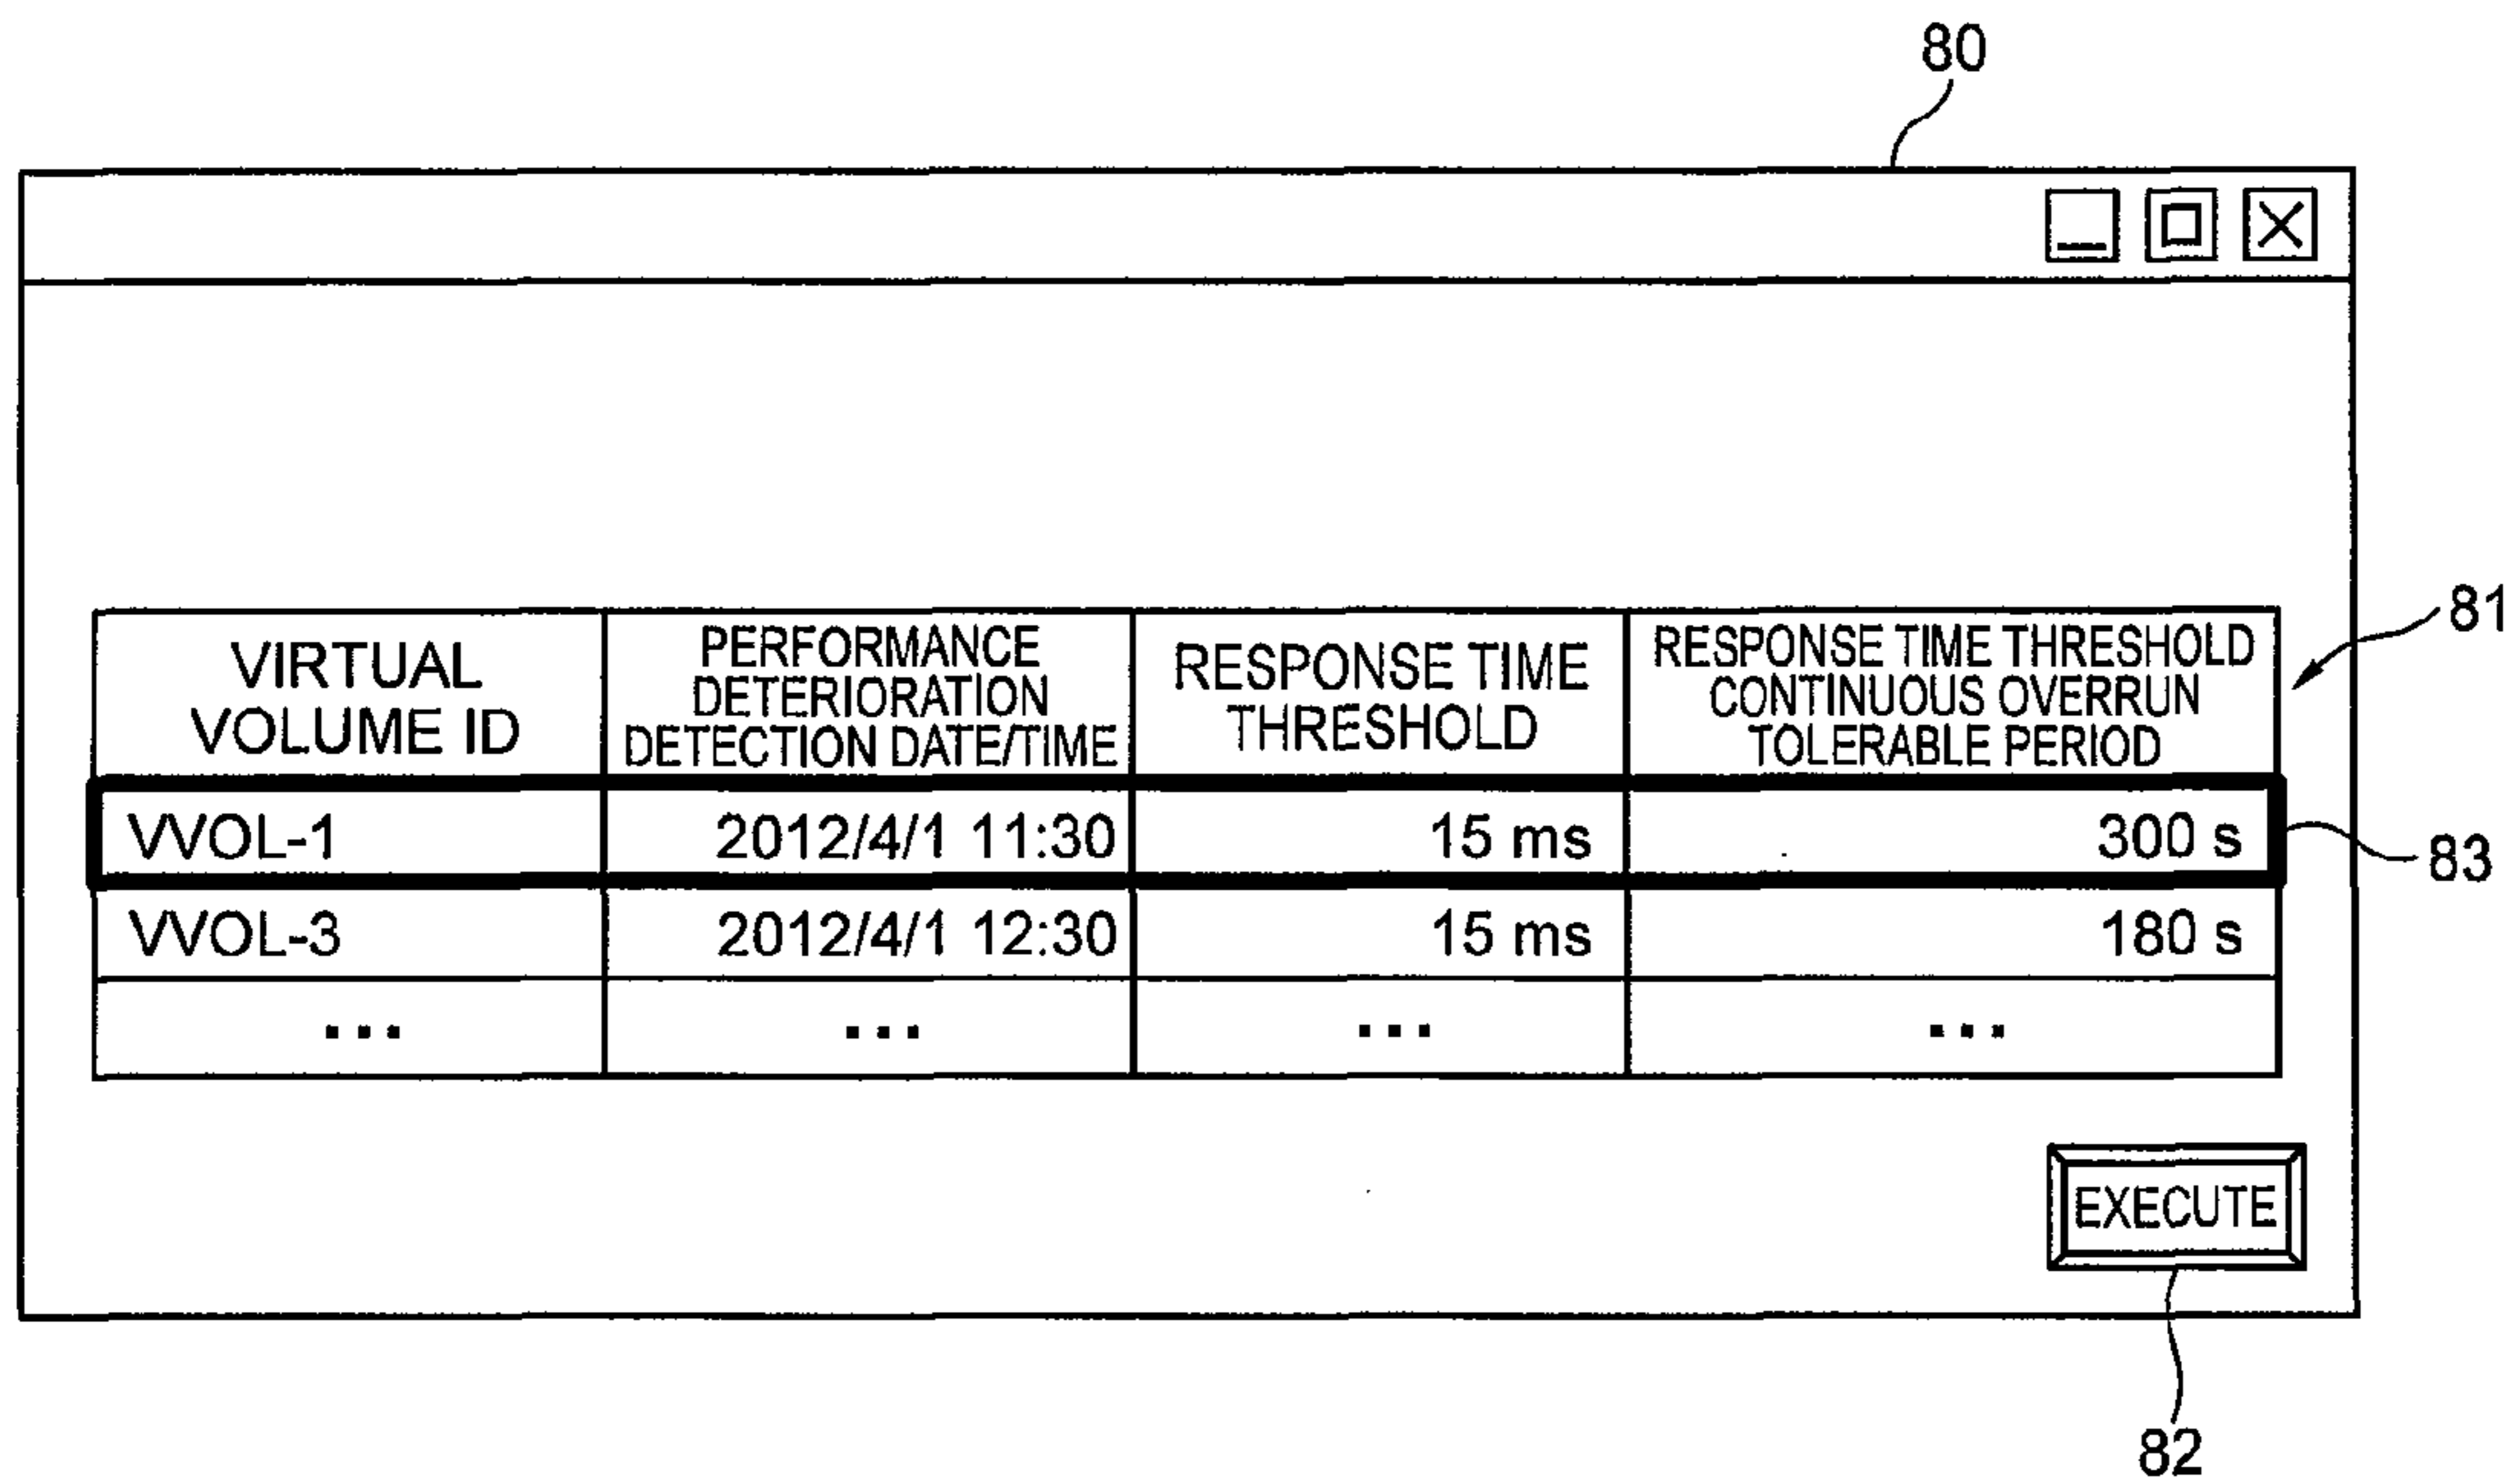 80
81
VIRTUAL
VOLUME ID
PERFORMANCE
DETERIORATION
DETECTION DATE/TIME
RESPONSE TIME
THRESHOLD
RESPONSE TIME THRESHOLD
CONTINUOUS OVERRUN
TOLERABLE PERIOD
VVOL-1 2012/4/1 11:30 15 ms 300 s
83
VVOL-3 2012/4/1 12:30 15 ms 180 s
... ... ... ...
EXECUTE
82